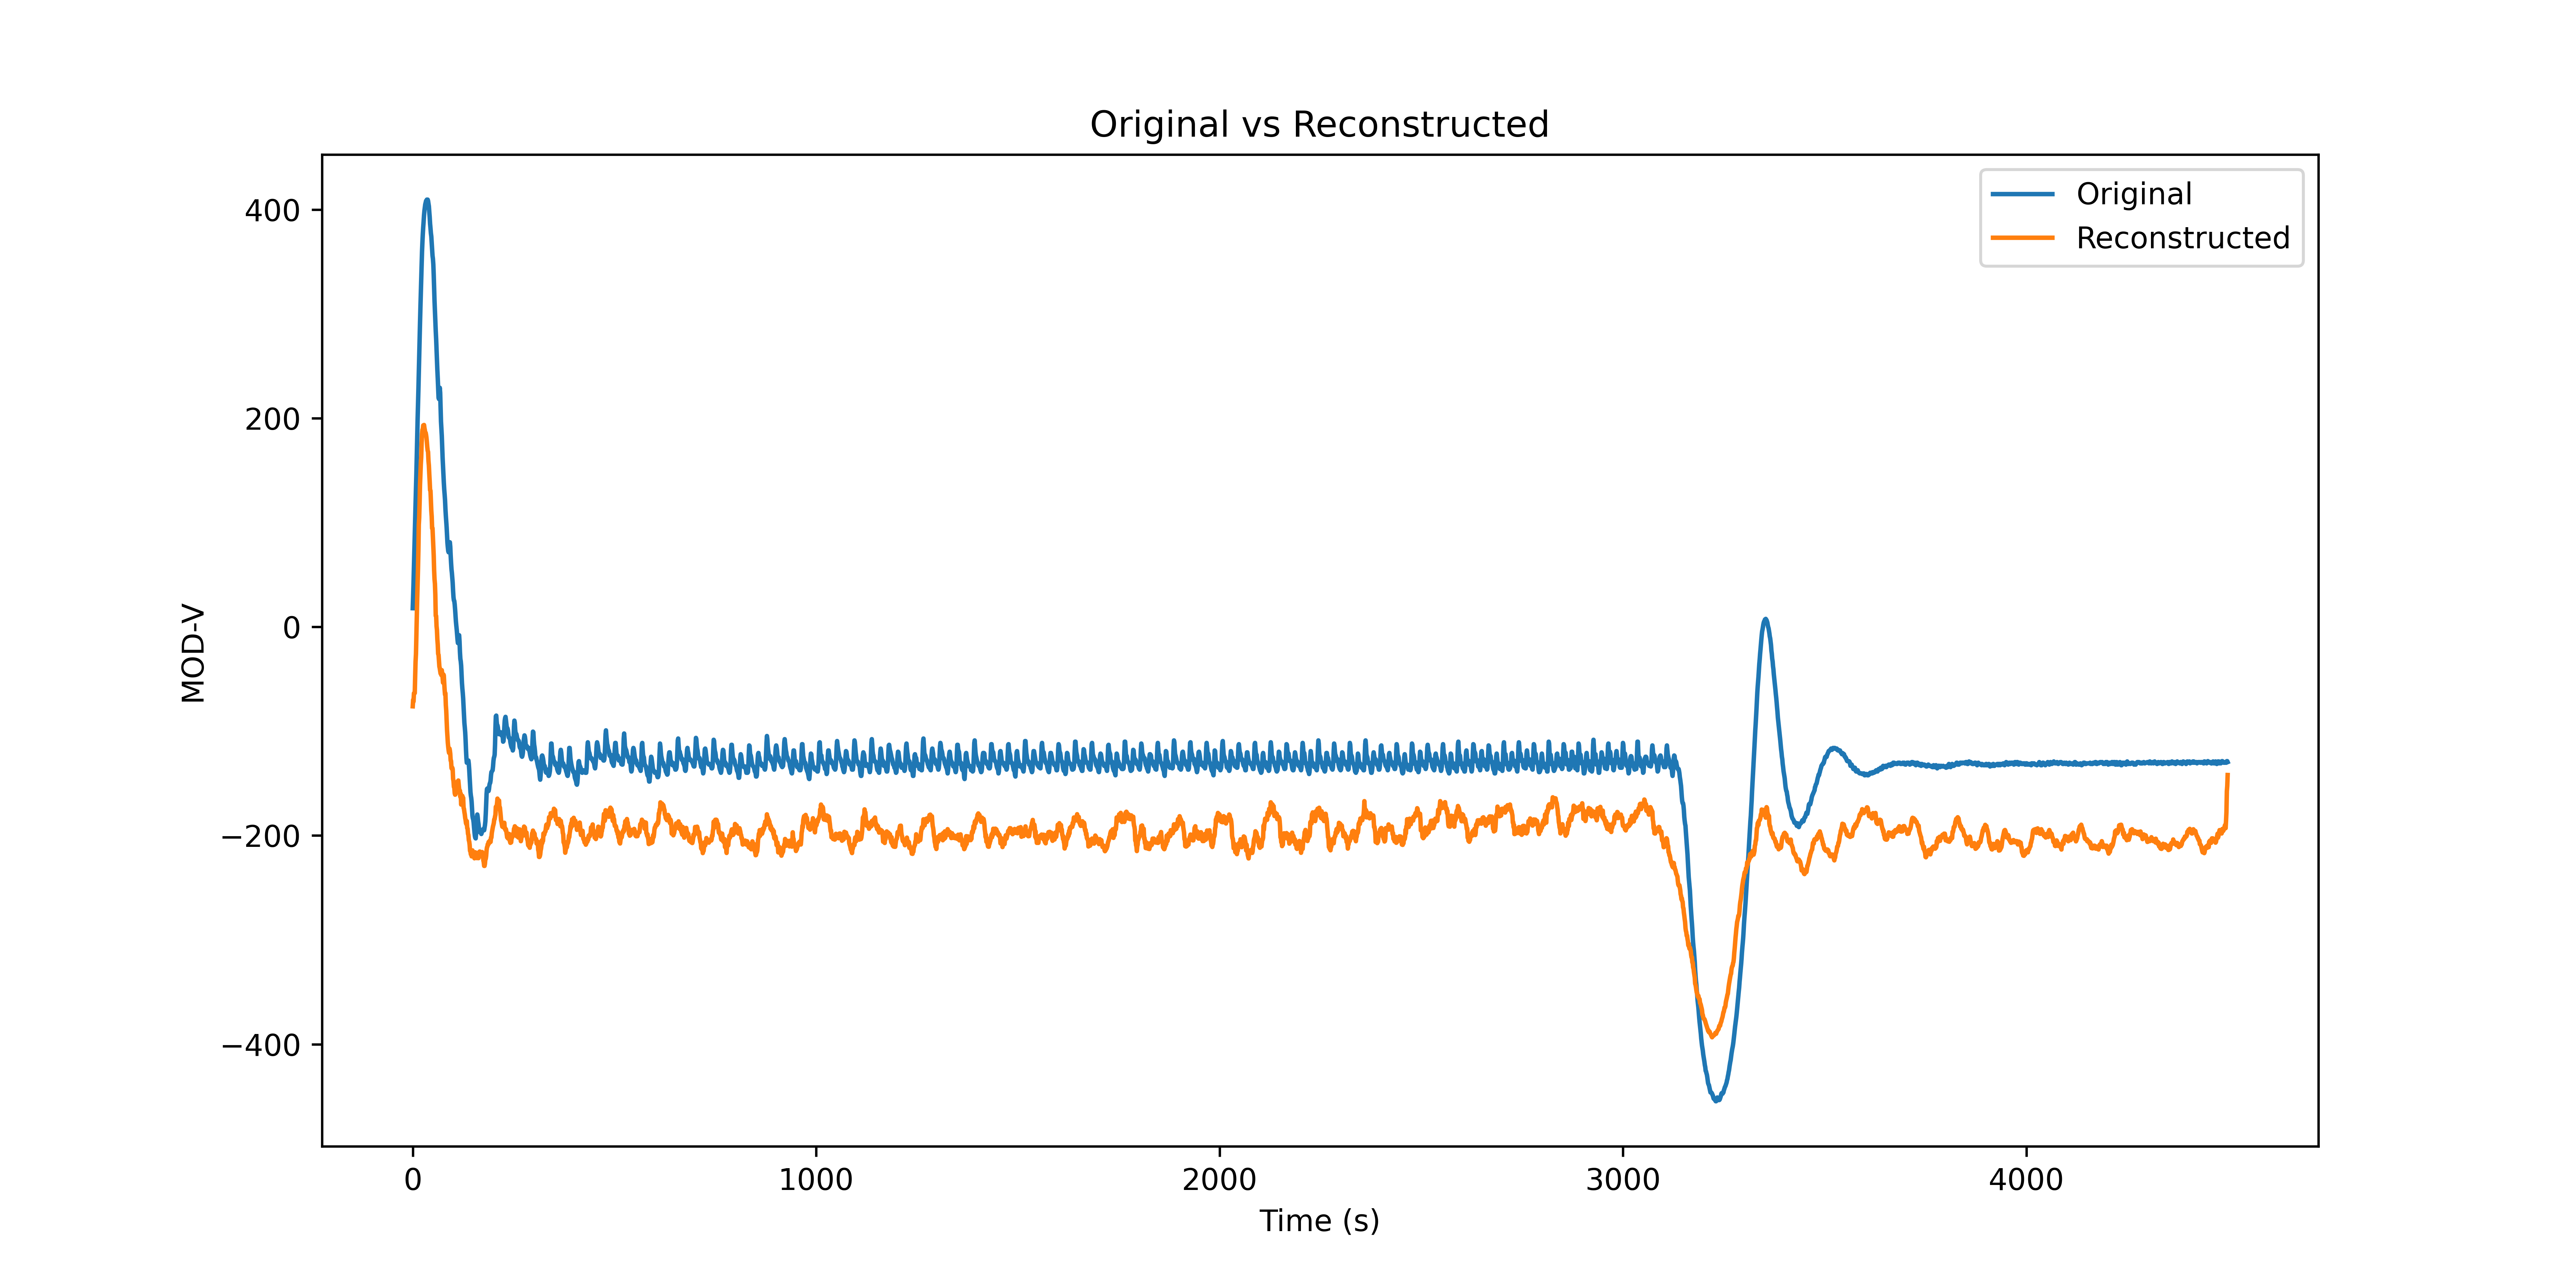 Original vs Reconstructed
Original
Reconstructed
400
200
0
−200
−400
MOD-V
0 1000 2000 3000 4000
Time (s)